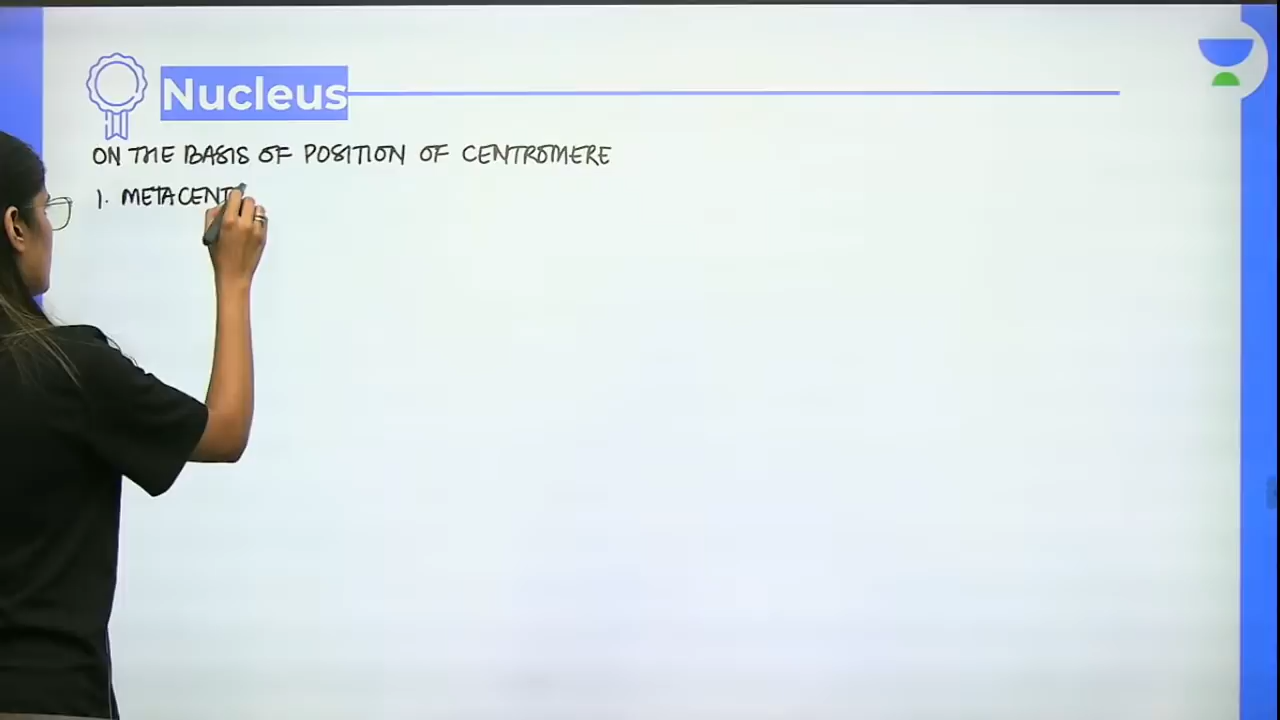 Nucleus
ON THE BASIS OF POSITION OF CENTROMERE
1. METACENT